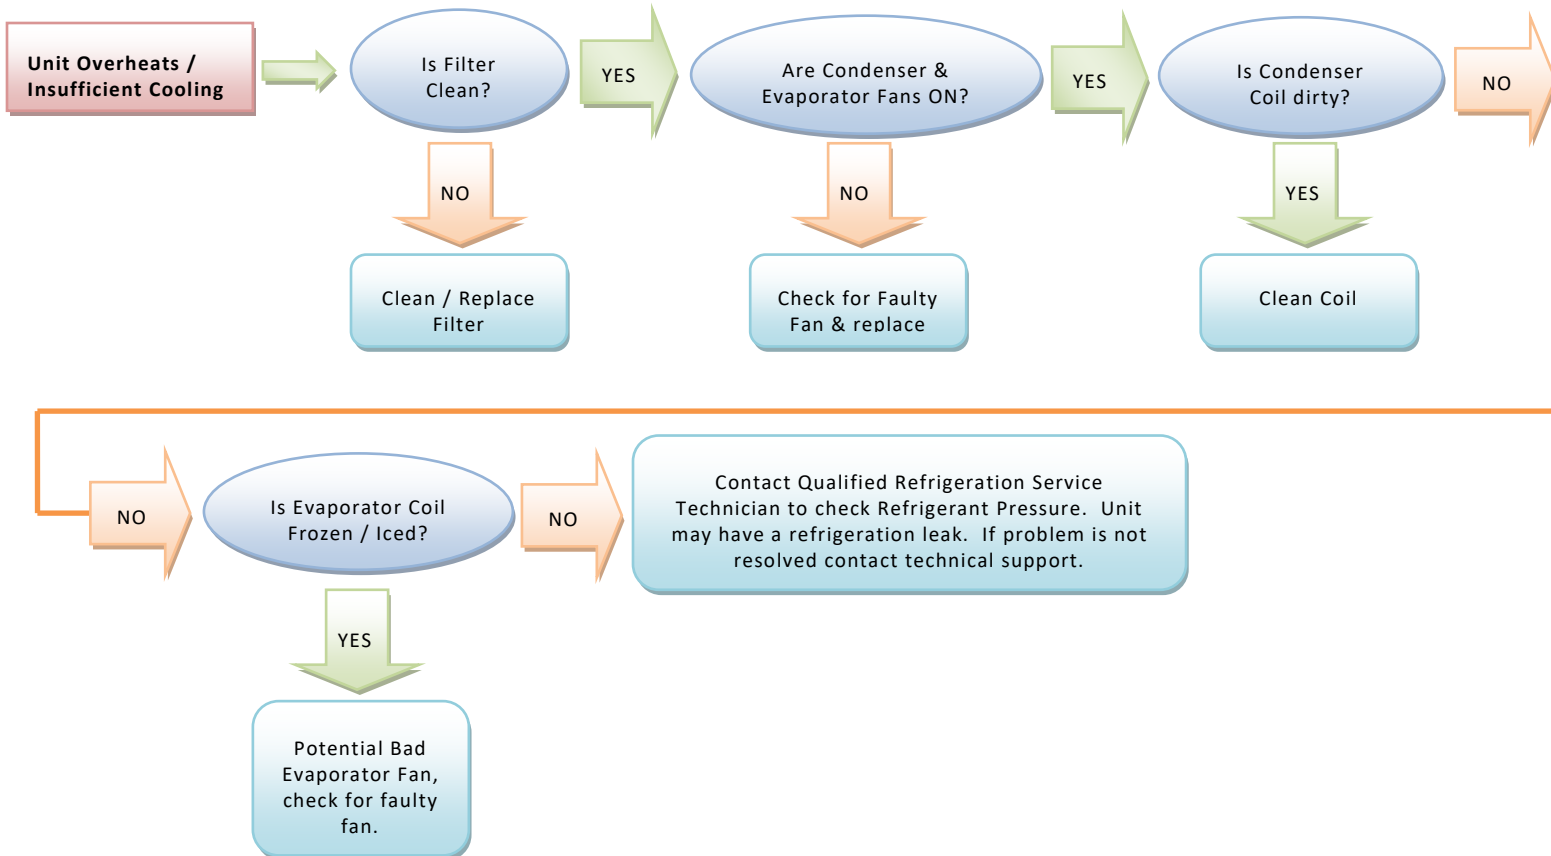 Unit Overheats /
Insufficient Cooling
Is Filter
Clean?
YES
Are Condenser &
Evaporator Fans ON?
YES
Is Condenser
Coil dirty?
NO
NO
NO
YES
Clean / Replace
Filter
Check for Faulty
Fan & replace
Clean Coil
NO
Is Evaporator Coil
Frozen / Iced?
NO
Contact Qualified Refrigeration Service
Technician to check Refrigerant Pressure.  Unit
may have a refrigeration leak.  If problem is not
resolved contact technical support.
YES
Potential Bad
Evaporator Fan,
check for faulty
fan.